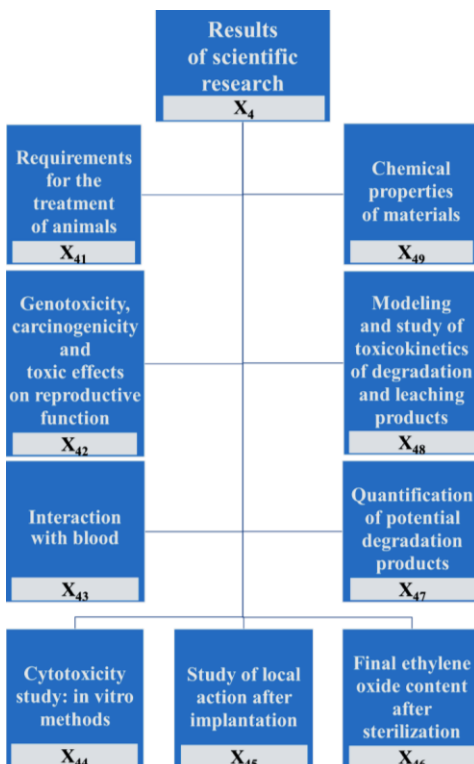 Results
of scientific
research
X₄
Requirements
for the
treatment
of animals
X₄₁
Chemical
properties
of materials
X₄₉
Genotoxicity,
carcinogenicity
and
toxic effects
on reproductive
function
X₄₂
Modeling
and study of
toxicokinetics
of degradation
and leaching
products
X₄₈
Interaction
with blood
X₄₃
Quantification
of potential
degradation
products
X₄₇
Cytotoxicity
study: in vitro
methods
X₄₄
Study of local
action after
implantation
X₄₅
Final ethylene
oxide content
after
sterilization
X₄₆